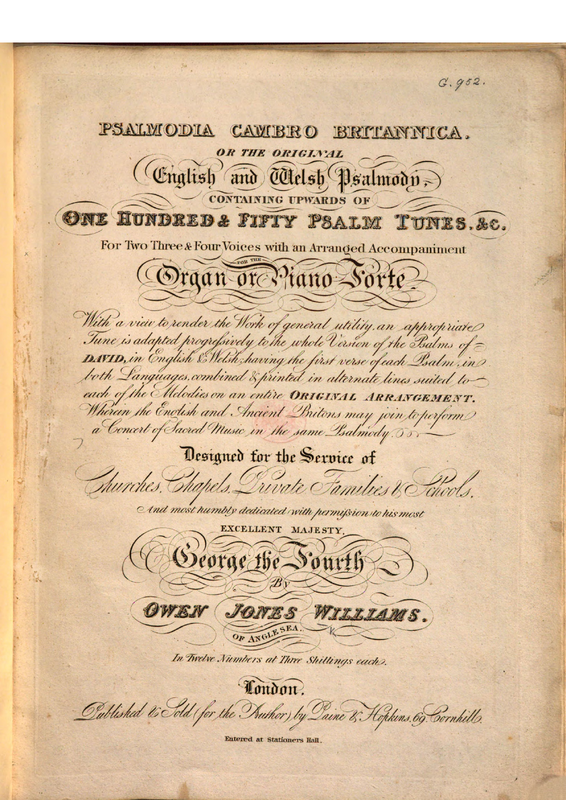 G. 952.
PSALMODIA CAMBRO BRITANNICA.
OR THE ORIGINAL
English and Welsh Psalmody,
CONTAINING UPWARDS OF
ONE HUNDRED & FIFTY PSALM TUNES. &C.
For Two Three & Four Voices with an Arranged Accompaniment
FOR THE
Organ or Piano Forte.
With a view to render the Work of general utility, an appropriate
Tune is adapted progressively to the whole Version of the Psalms of
DAVID, in English & Welsh, having the first verse of each Psalm, in
both Languages, combined & printed in alternate lines suited to
each of the Melodies on an entire ORIGINAL ARRANGEMENT.
Wherein the English and Ancient Britons may join to perform
a Concert of Sacred Music in the same Psalmody.
Designed for the Service of
Churches, Chapels, Private Families & Schools.
And most humbly dedicated with permission to his most
EXCELLENT MAJESTY,
George the Fourth
By
OWEN JONES WILLIAMS.
OF ANGLESEA.
In Twelve Numbers at Three Shillings each.
London.
Published & Sold (for the Author) by Paine & Hopkins, 69 Cornhill.
Entered at Stationers Hall.